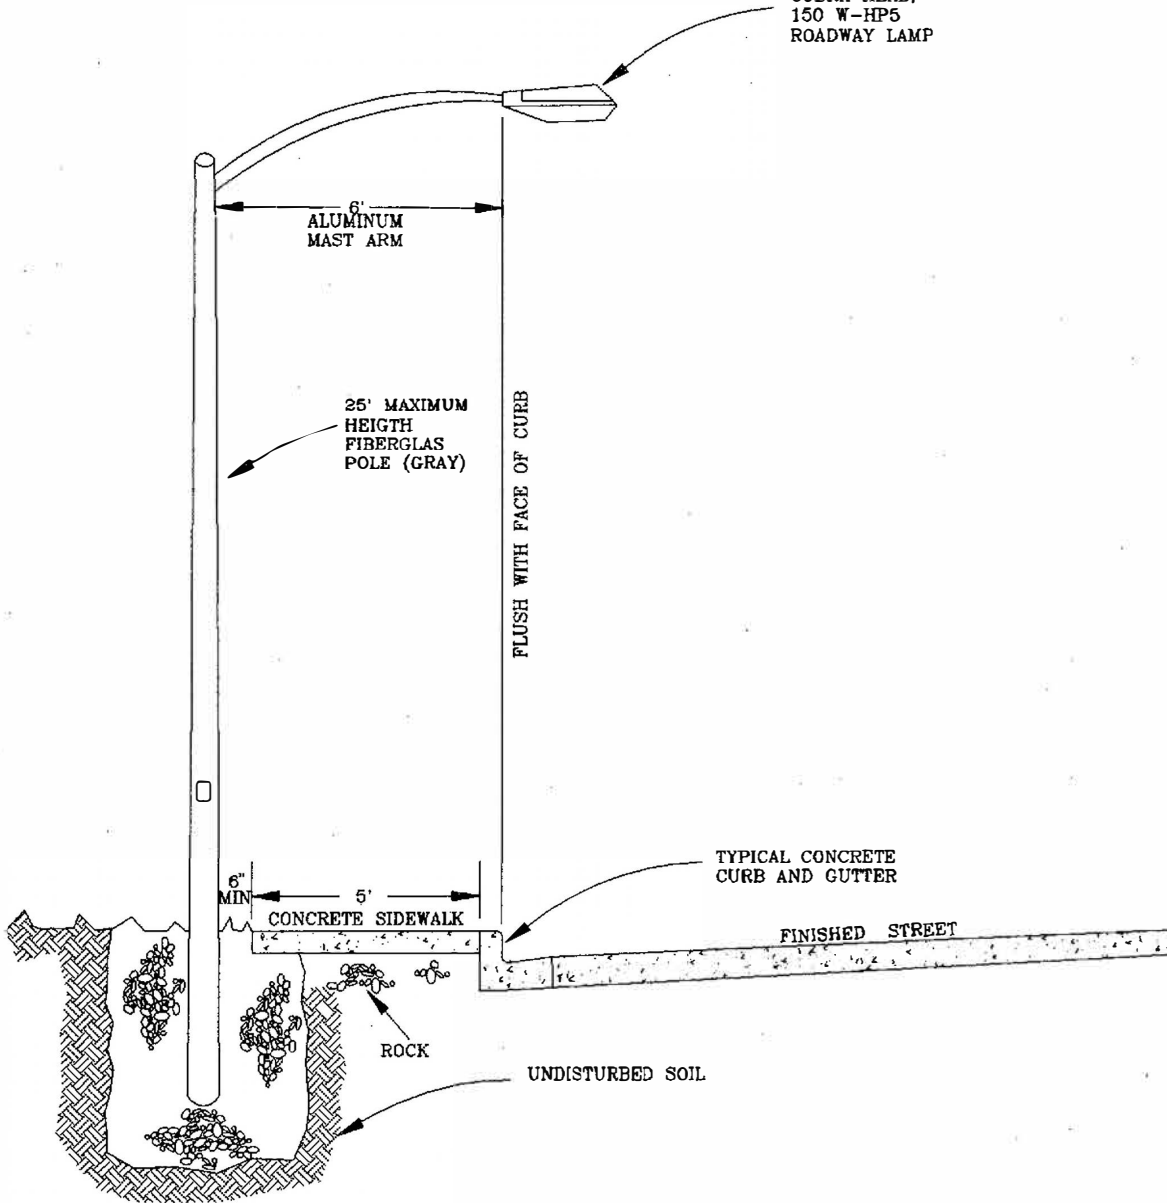 150 W-HP5
ROADWAY LAMP
6'
ALUMINUM
MAST ARM
25' MAXIMUM
HEIGTH
FIBERGLAS
POLE (GRAY)
FLUSH WITH FACE OF CURB
TYPICAL CONCRETE
CURB AND GUTTER
6"
MIN
5'
CONCRETE SIDEWALK
FINISHED STREET
ROCK
UNDISTURBED SOIL